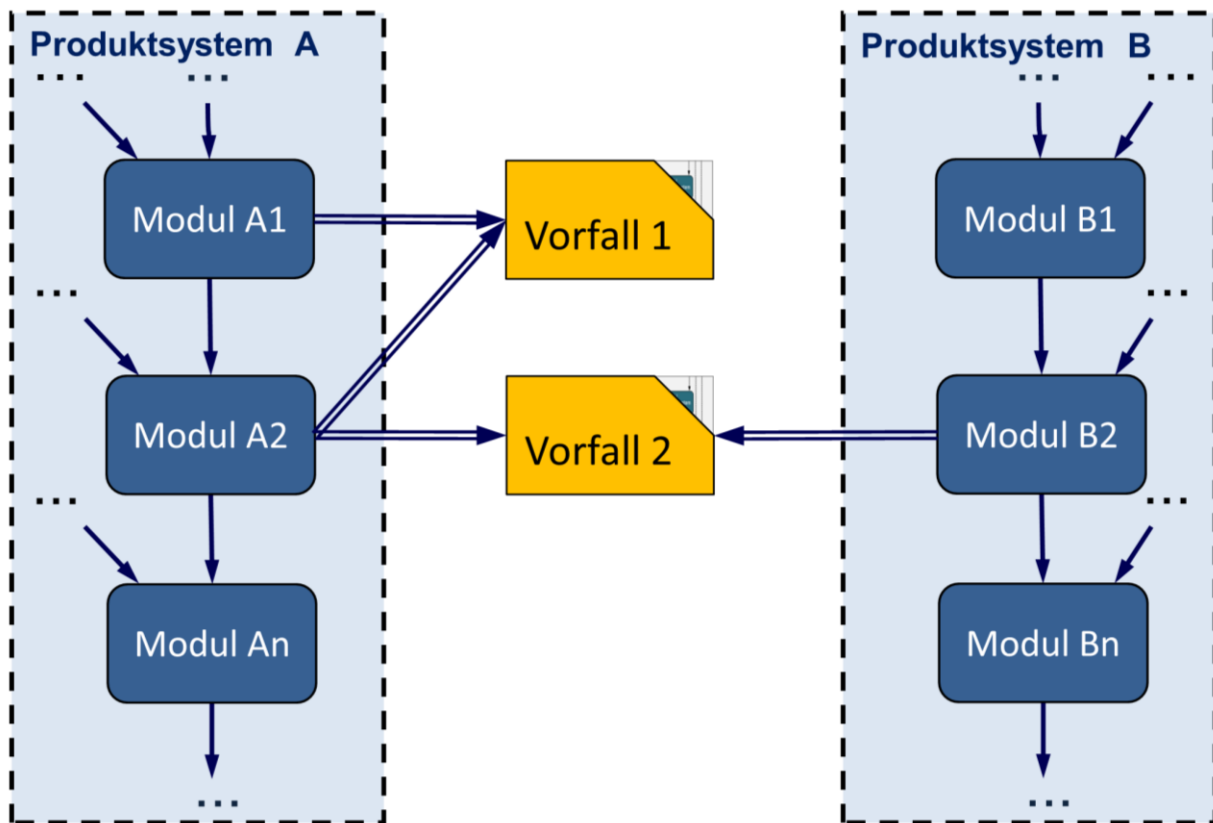 Produktsystem A
... ...
Modul A1
...
Modul A2
...
Modul An
...
Vorfall 1
Vorfall 2
Produktsystem B
... ...
Modul B1
...
Modul B2
...
Modul Bn
...